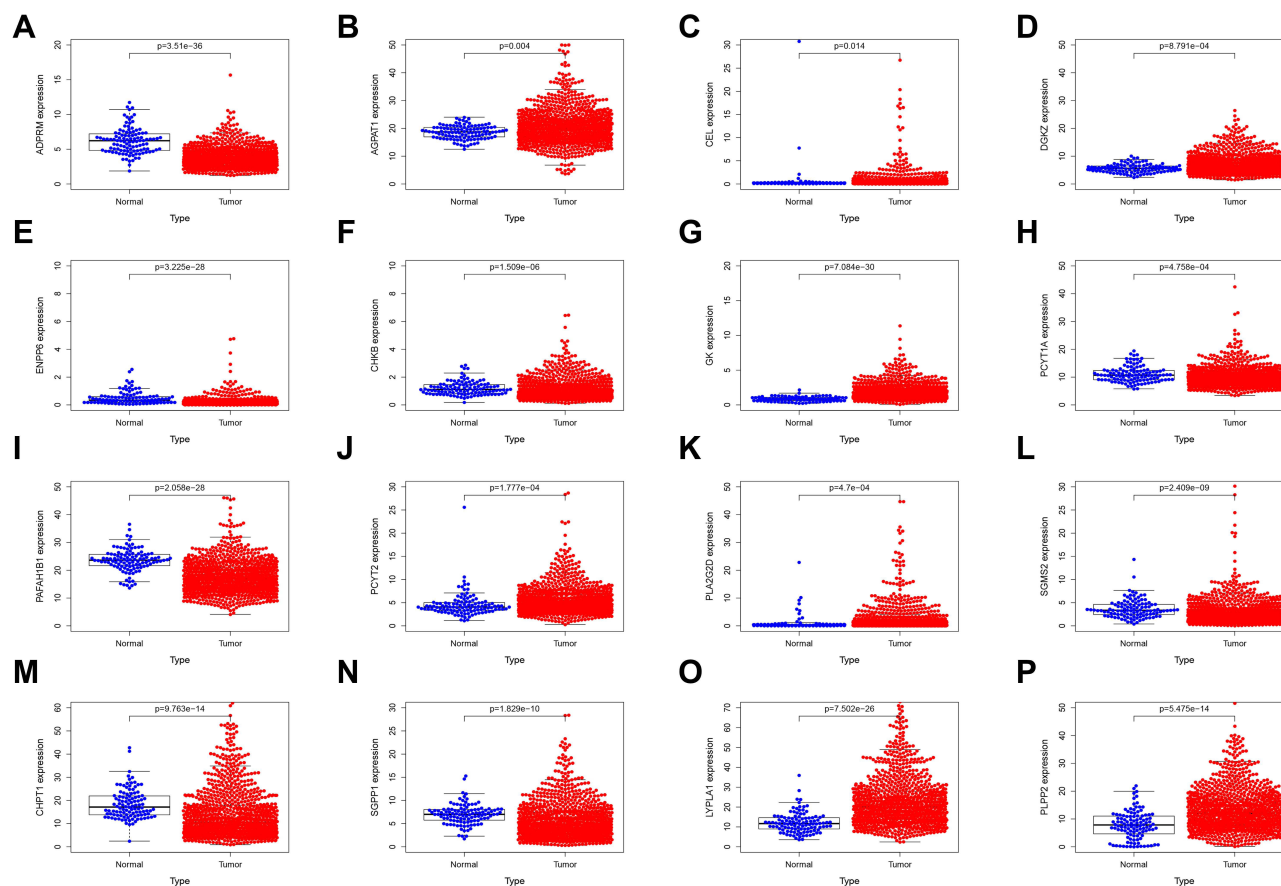 A
p=3.51e-36
ADPRM expression
20
15
10
5
0
Normal Tumor
Type
B
p=0.004
AGPAT1 expression
50
40
30
20
10
0
Normal Tumor
Type
C
p=0.014
CEL expression
30
25
20
15
10
5
0
Normal Tumor
Type
D
p=8.791e-04
DGKZ expression
50
40
30
20
10
0
Normal Tumor
Type
E
p=3.225e-28
ENPP6 expression
10
8
6
4
2
0
Normal Tumor
Type
F
p=1.509e-06
CHKB expression
10
8
6
4
2
0
Normal Tumor
Type
G
p=7.084e-30
GK expression
20
15
10
5
0
Normal Tumor
Type
H
p=4.758e-04
PCYT1A expression
50
40
30
20
10
0
Normal Tumor
Type
I
p=2.058e-28
PAFAH1B1 expression
50
40
30
20
10
0
Normal Tumor
Type
J
p=1.777e-04
PCYT2 expression
30
25
20
15
10
5
0
Normal Tumor
Type
K
p=4.7e-04
PLA2G2D expression
50
40
30
20
10
0
Normal Tumor
Type
L
p=2.409e-09
SGMS2 expression
30
25
20
15
10
5
0
Normal Tumor
Type
M
p=9.763e-14
CHPT1 expression
60
50
40
30
20
10
0
Normal Tumor
Type
N
p=1.829e-10
SGPP1 expression
30
25
20
15
10
5
0
Normal Tumor
Type
O
p=7.502e-26
LYPLA1 expression
70
60
50
40
30
20
10
0
Normal Tumor
Type
P
p=5.475e-14
PLPP2 expression
50
40
30
20
10
0
Normal Tumor
Type